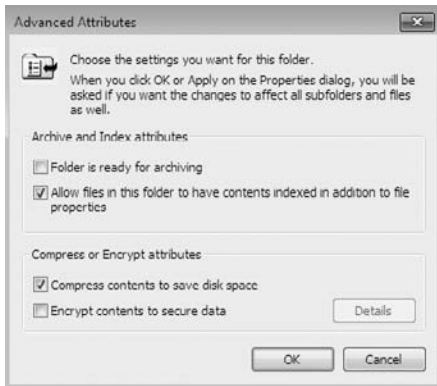 Advanced Attributes
Choose the settings you want for this folder.
When you click OK or Apply on the Properties dialog, you will be
asked if you want the changes to affect all subfolders and files
as well.
Archive and Index attributes
Folder is ready for archiving
Allow files in this folder to have contents indexed in addition to file
properties
Compress or Encrypt attributes
Compress contents to save disk space
Encrypt contents to secure data
Details
OK
Cancel